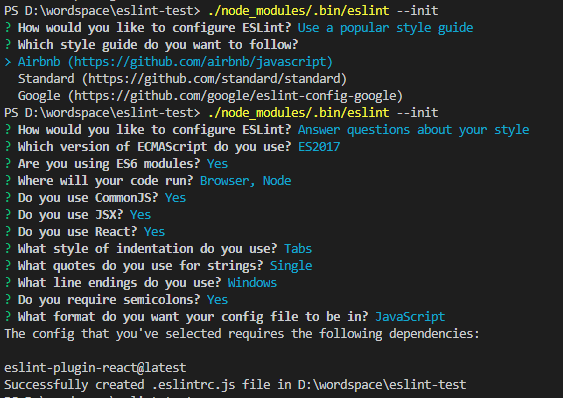 PS D:\wordspace\eslint-test> ./node_modules/.bin/eslint --init
? How would you like to configure ESLint? Use a popular style guide
? Which style guide do you want to follow?
> Airbnb (https://github.com/airbnb/javascript)
Standard (https://github.com/standard/standard)
Google (https://github.com/google/eslint-config-google)
PS D:\wordspace\eslint-test> ./node_modules/.bin/eslint --init
? How would you like to configure ESLint? Answer questions about your style
? Which version of ECMAScript do you use? ES2017
? Are you using ES6 modules? Yes
? Where will your code run? Browser, Node
? Do you use CommonJS? Yes
? Do you use JSX? Yes
? Do you use React? Yes
? What style of indentation do you use? Tabs
? What quotes do you use for strings? Single
? What line endings do you use? Windows
? Do you require semicolons? Yes
? What format do you want your config file to be in? JavaScript
The config that you've selected requires the following dependencies:
eslint-plugin-react@latest
Successfully created .eslintrc.js file in D:\wordspace\eslint-test